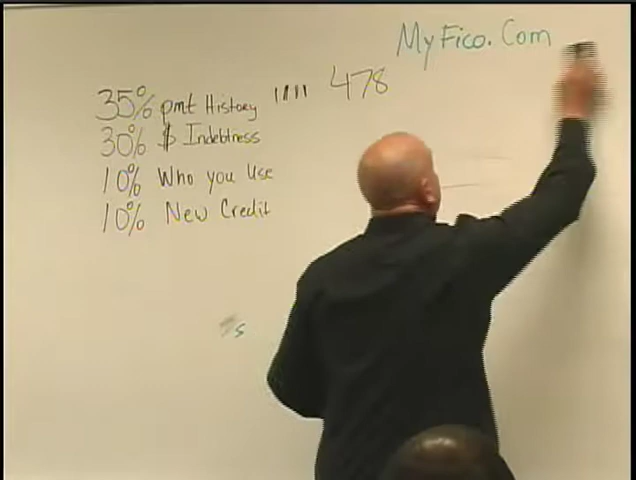 MyFico.Com
35% pmt History 478
30% $ Indebtness
10% Who you Use
10% New Credit
s